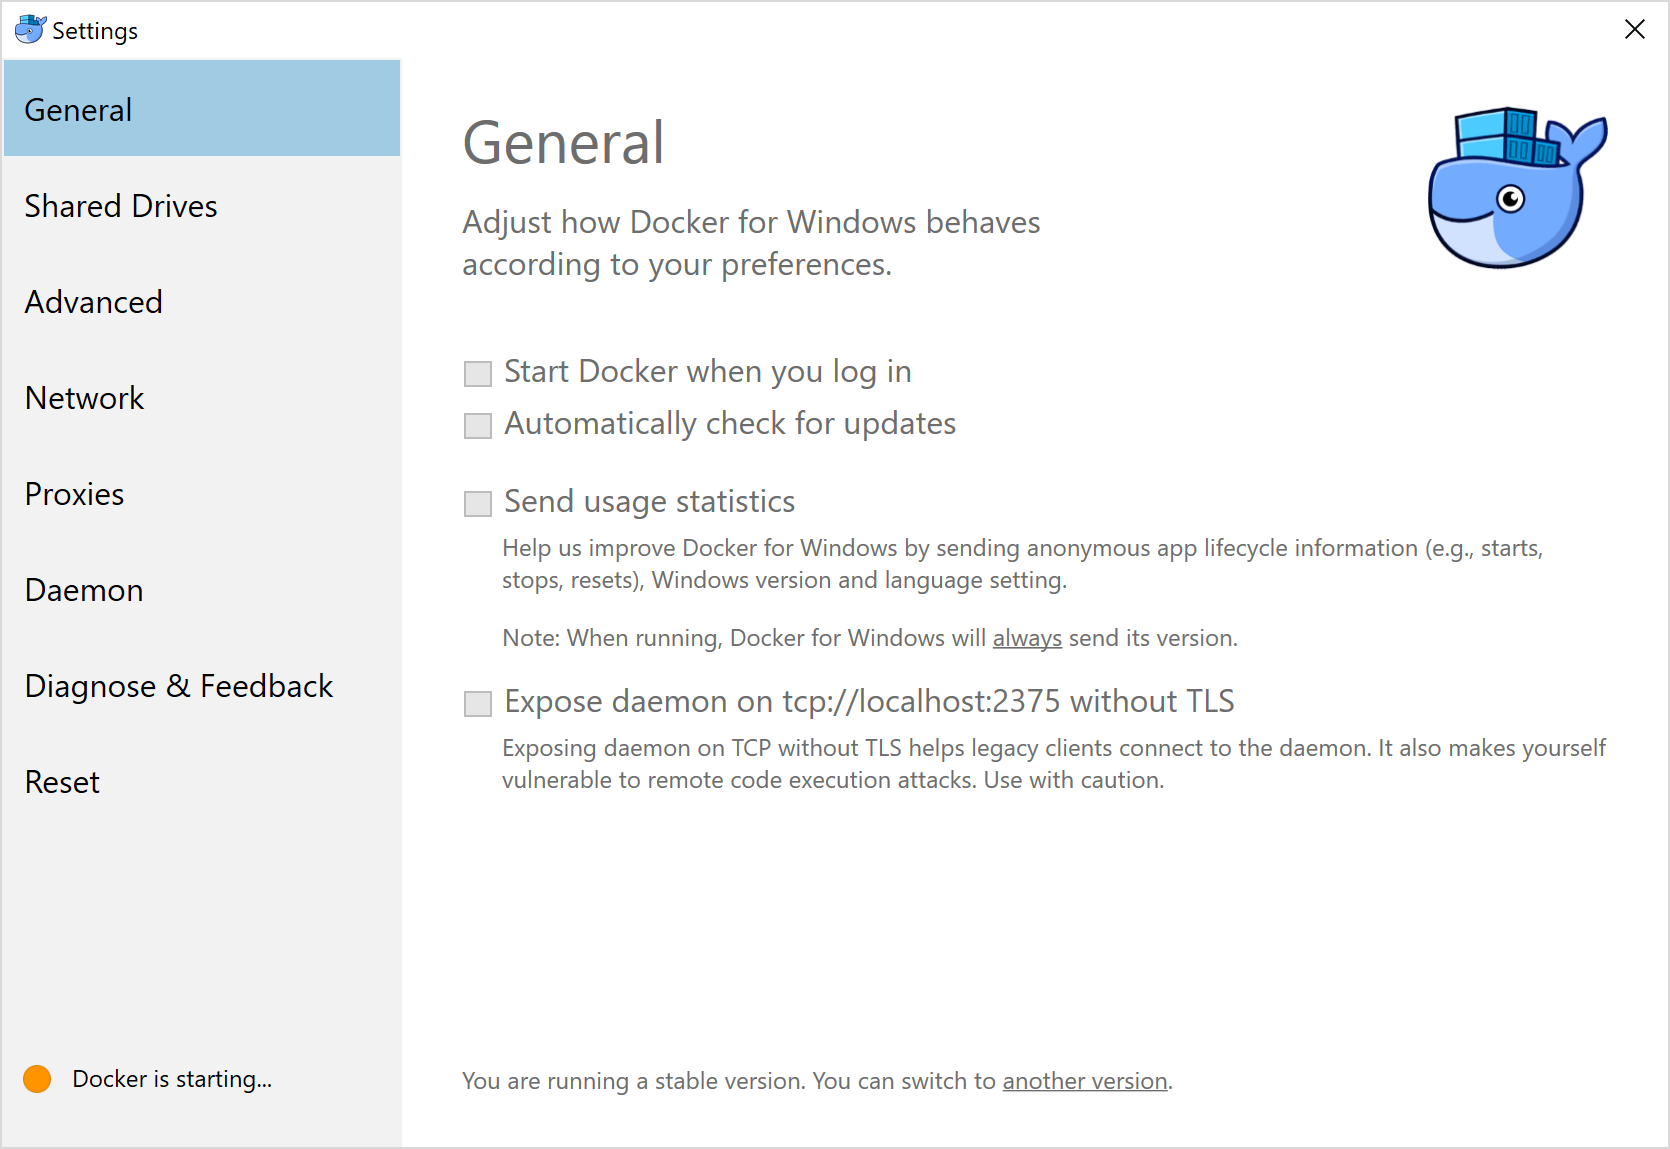 Settings
General
Shared Drives
Advanced
Network
Proxies
Daemon
Diagnose & Feedback
Reset
Docker is starting...
General
Adjust how Docker for Windows behaves
according to your preferences.
Start Docker when you log in
Automatically check for updates
Send usage statistics
Help us improve Docker for Windows by sending anonymous app lifecycle information (e.g., starts,
stops, resets), Windows version and language setting.
Note: When running, Docker for Windows will always send its version.
Expose daemon on tcp://localhost:2375 without TLS
Exposing daemon on TCP without TLS helps legacy clients connect to the daemon. It also makes yourself
vulnerable to remote code execution attacks. Use with caution.
You are running a stable version. You can switch to another version.